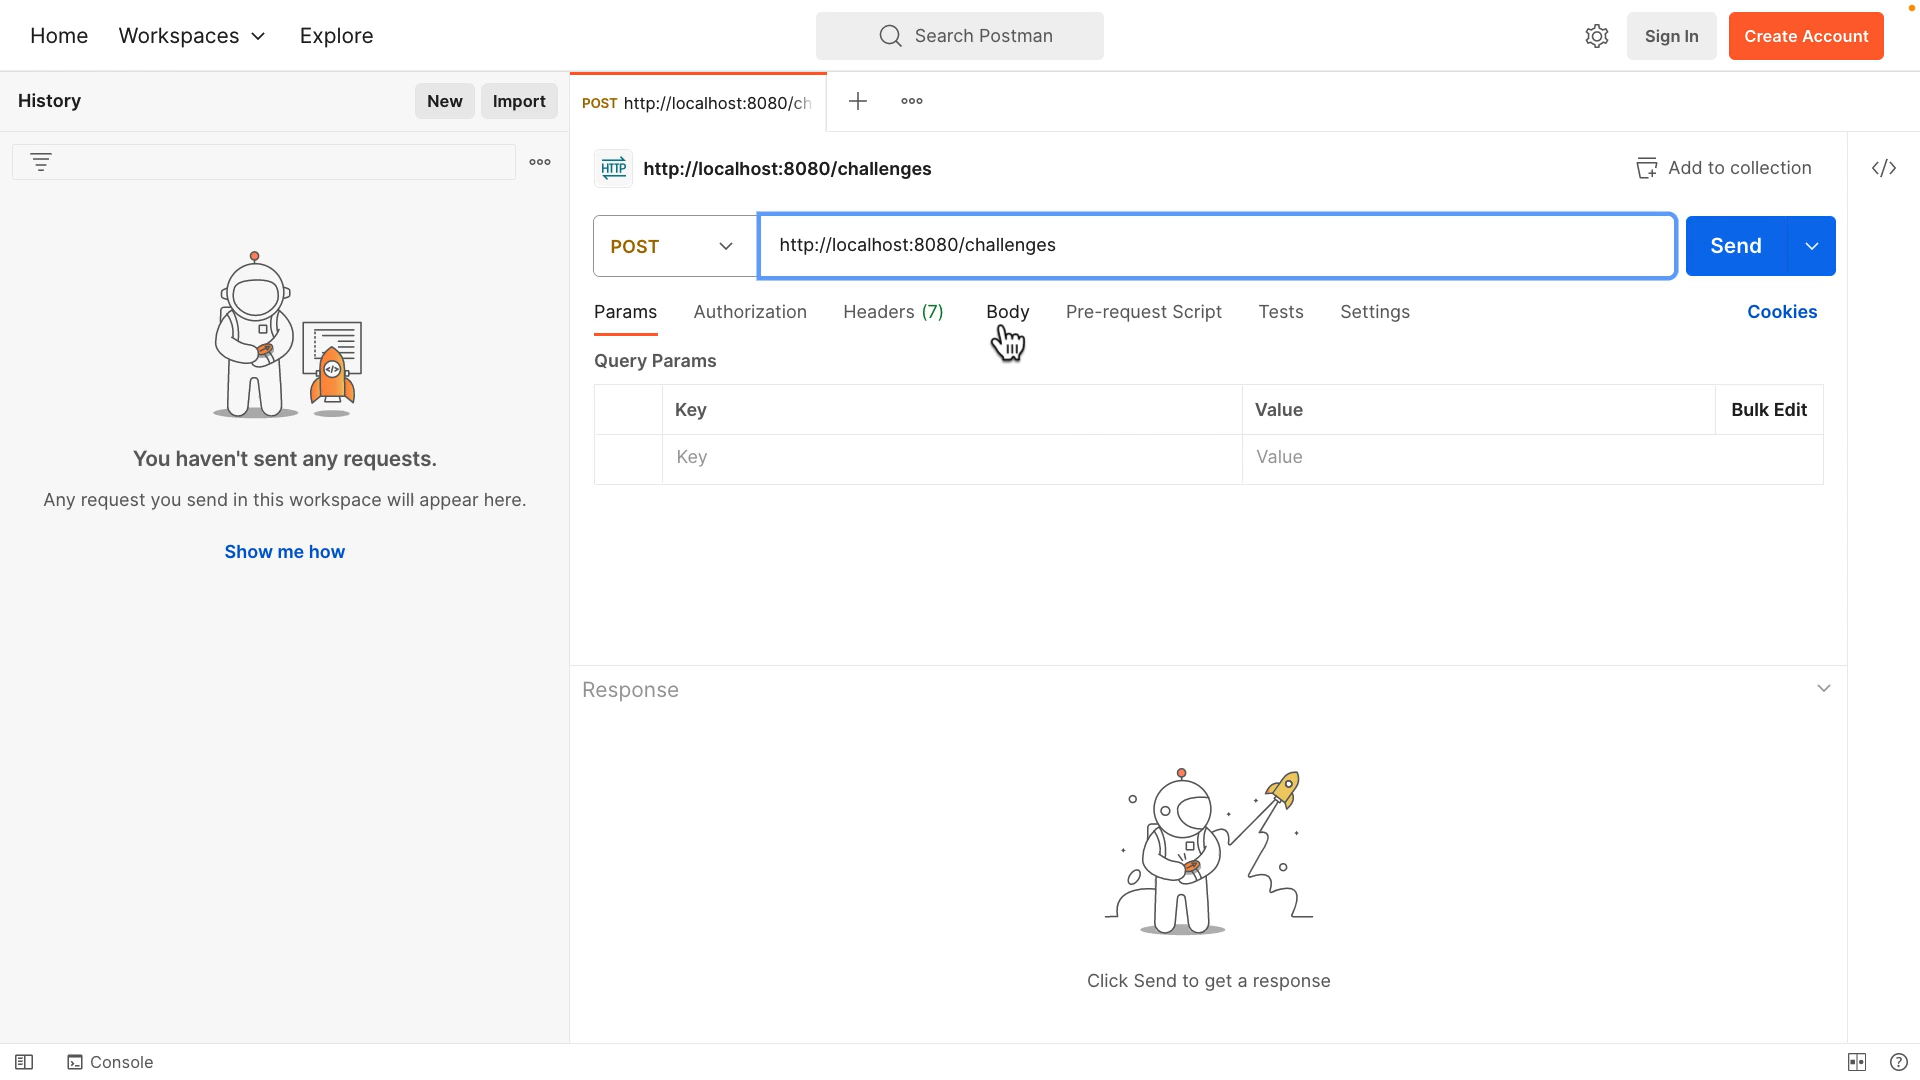 Home Workspaces Explore Search Postman Sign In Create Account
History New Import
POST http://localhost:8080/ch
HTTP http://localhost:8080/challenges Add to collection </>
POST http://localhost:8080/challenges Send
Params Authorization Headers (7) Body Pre-request Script Tests Settings Cookies
Query Params
Key Value Bulk Edit
Key Value
You haven't sent any requests.
Any request you send in this workspace will appear here.
Show me how
Response
Click Send to get a response
Console